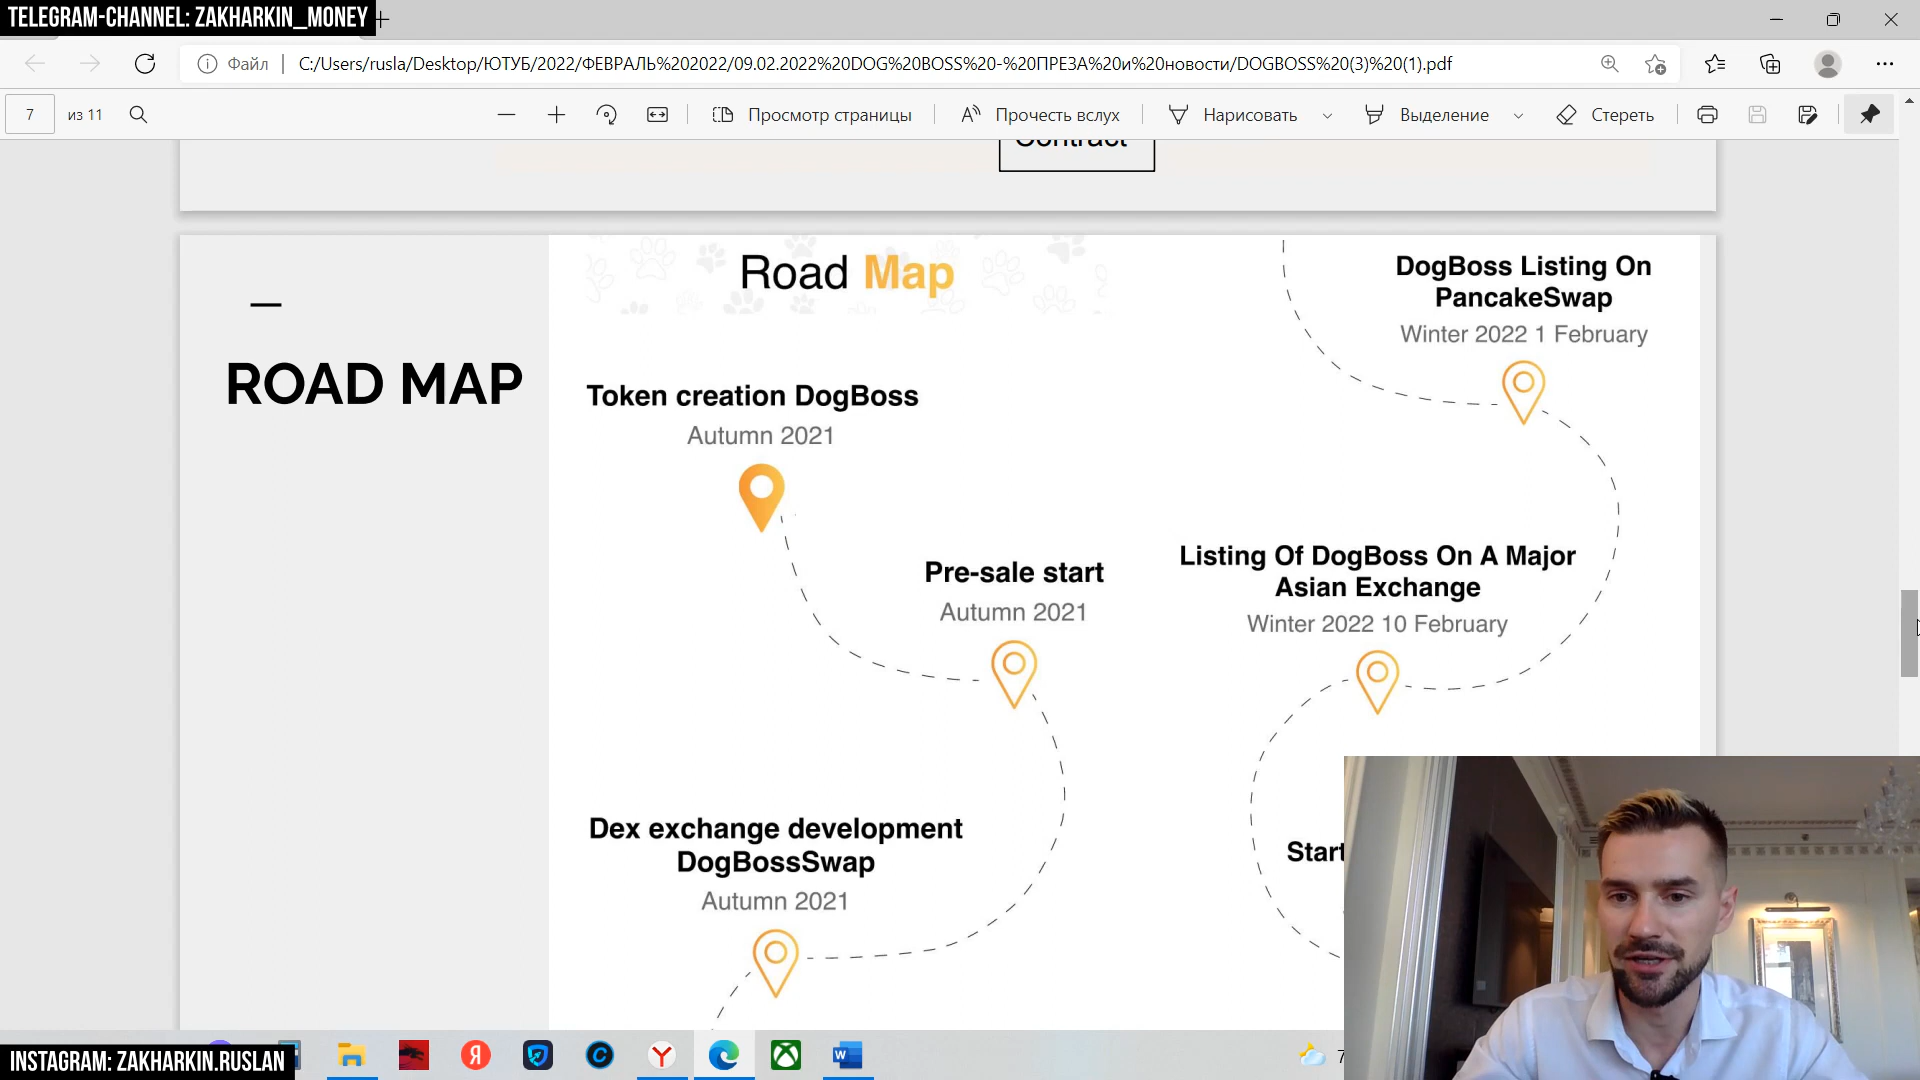 TELEGRAM-CHANNEL: ZAKHARKIN_MONEY
Файл
C:/Users/rusla/Desktop/ЮТУБ/2022/ФЕВРАЛЬ%202022/09.02.2022%20DOG%20BOSS%20-%20ПРЕЗА%20и%20новости/DOGBOSS%20(3)%20(1).pdf
7 из 11
Просмотр страницы
Прочесть вслух
Нарисовать
Выделение
Стереть
Contract
ROAD MAP
Road Map
Token creation DogBoss
Autumn 2021
Pre-sale start
Autumn 2021
Dex exchange development
DogBossSwap
Autumn 2021
DogBoss Listing On
PancakeSwap
Winter 2022 1 February
Listing Of DogBoss On A Major
Asian Exchange
Winter 2022 10 February
Start
INSTAGRAM: ZAKHARKIN.RUSLAN